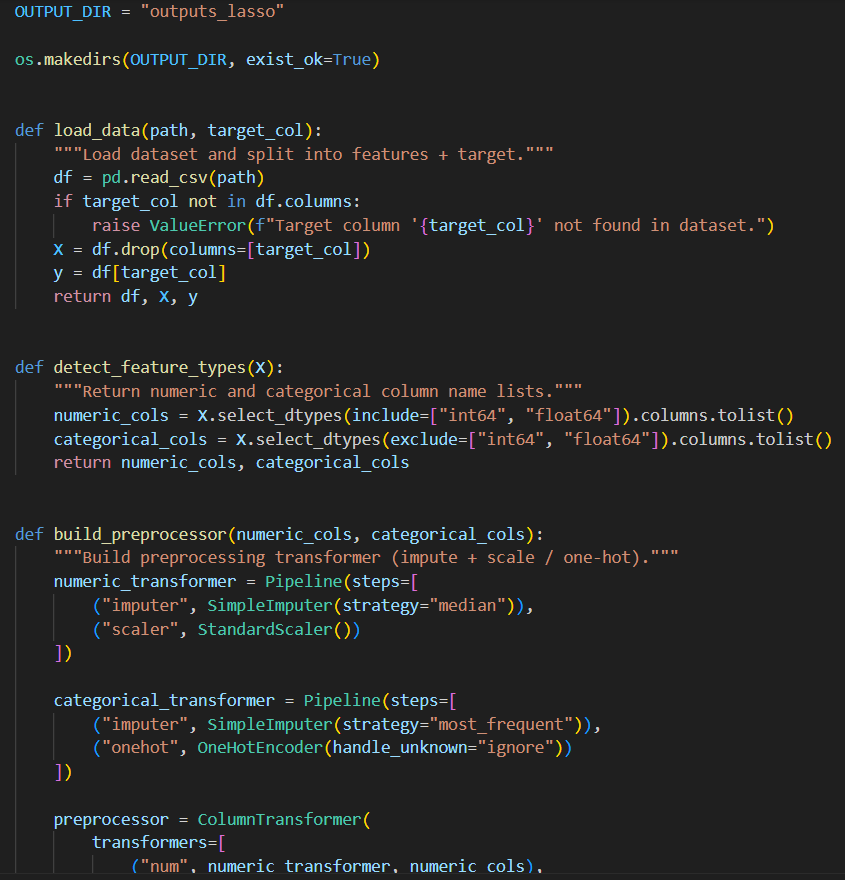 OUTPUT_DIR = "outputs_lasso"
os.makedirs(OUTPUT_DIR, exist_ok=True)
def load_data(path, target_col):
    """Load dataset and split into features + target."""
    df = pd.read_csv(path)
    if target_col not in df.columns:
        raise ValueError(f"Target column '{target_col}' not found in dataset.")
    X = df.drop(columns=[target_col])
    y = df[target_col]
    return df, X, y
def detect_feature_types(X):
    """Return numeric and categorical column name lists."""
    numeric_cols = X.select_dtypes(include=["int64", "float64"]).columns.tolist()
    categorical_cols = X.select_dtypes(exclude=["int64", "float64"]).columns.tolist()
    return numeric_cols, categorical_cols
def build_preprocessor(numeric_cols, categorical_cols):
    """Build preprocessing transformer (impute + scale / one-hot)."""
    numeric_transformer = Pipeline(steps=[
        ("imputer", SimpleImputer(strategy="median")),
        ("scaler", StandardScaler())
    ])
    categorical_transformer = Pipeline(steps=[
        ("imputer", SimpleImputer(strategy="most_frequent")),
        ("onehot", OneHotEncoder(handle_unknown="ignore"))
    ])
    preprocessor = ColumnTransformer(
        transformers=[
            ("num", numeric_transformer, numeric_cols),